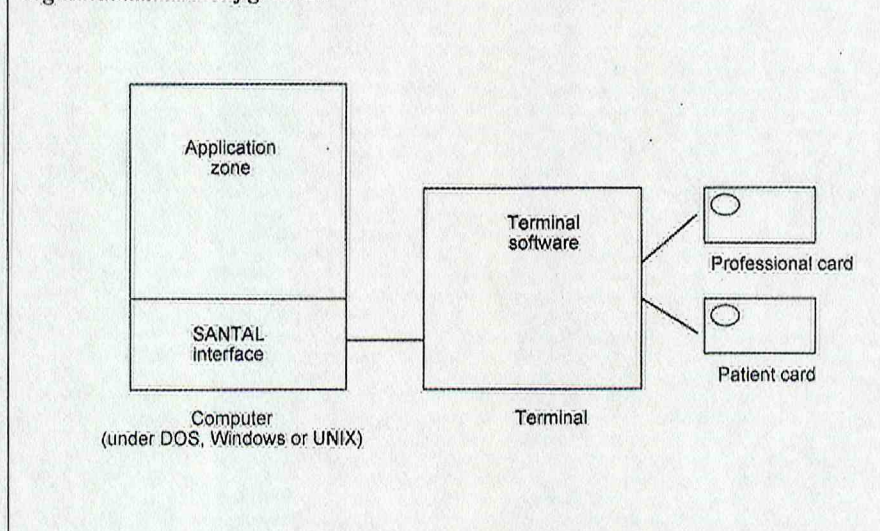 Application
zone
Terminal
software
Professional card
SANTAL
interface
Patient card
Computer
(under DOS, Windows or UNIX)
Terminal